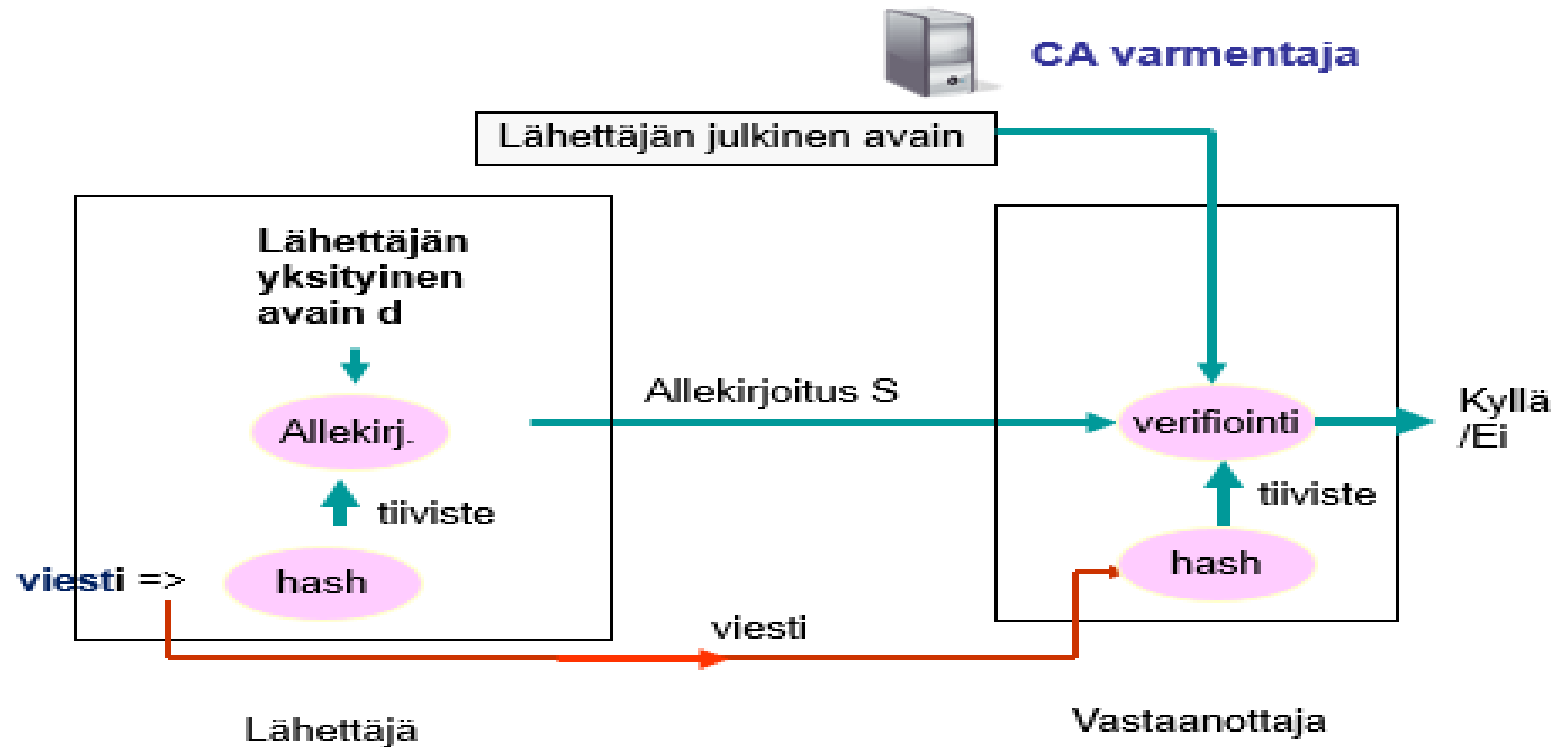 CA varmentaja
Lähettäjän julkinen avain
Lähettäjän
yksityinen
avain d
Allekirj.
Allekirjoitus S
verifiointi
Kyllä
/Ei
tiiviste
tiiviste
viesti =>
hash
hash
viesti
Lähettäjä
Vastaanottaja